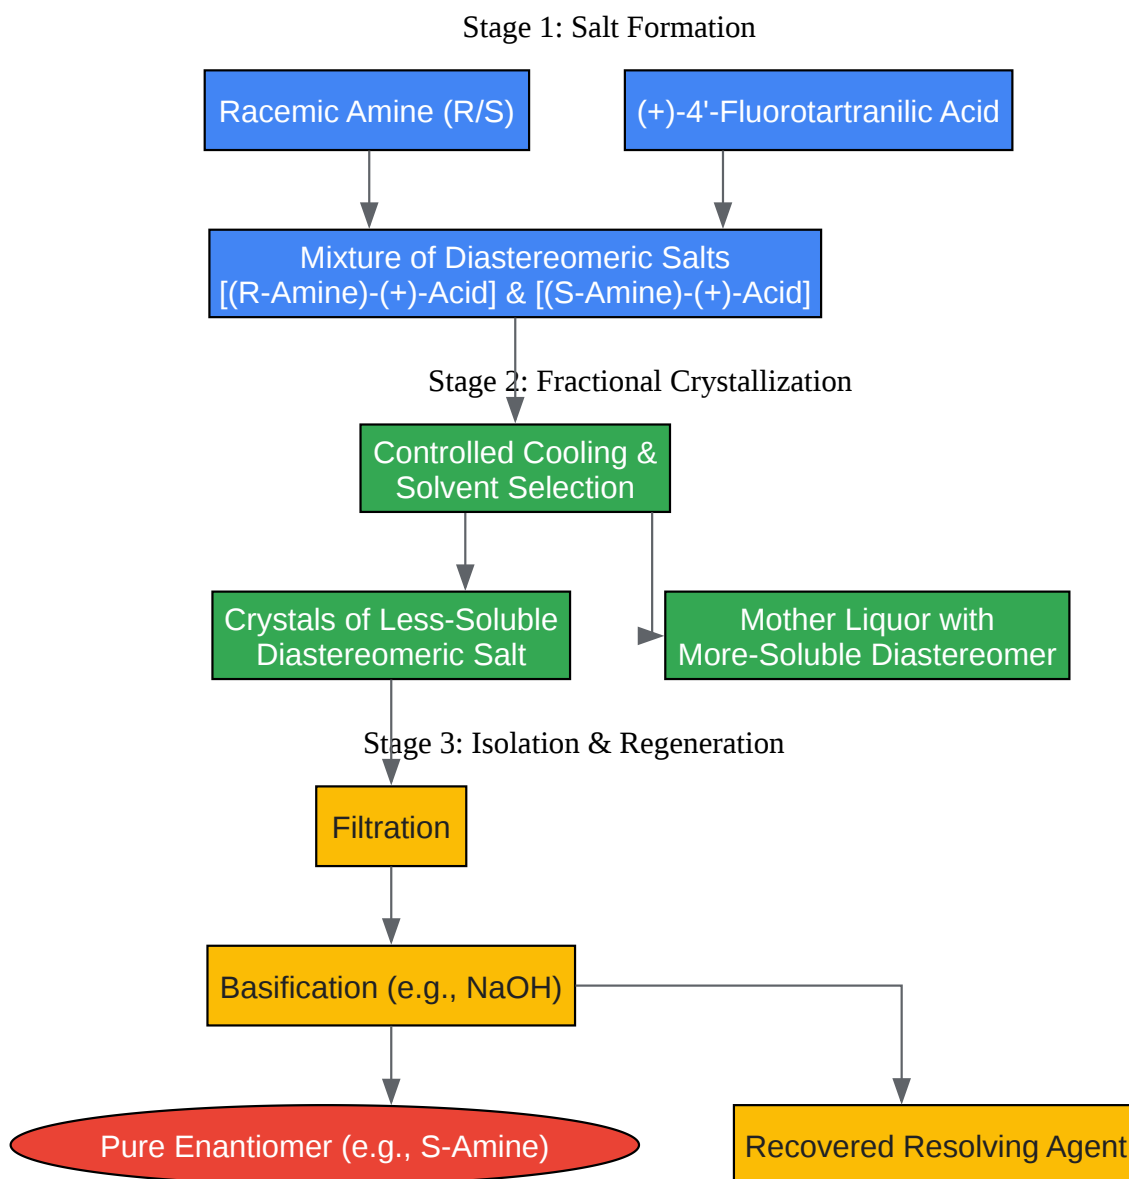 Stage 1: Salt Formation
Racemic Amine (R/S)
(+)-4'-Fluorotartranilic Acid
Mixture of Diastereomeric Salts
[(R-Amine)-(+)-Acid] & [(S-Amine)-(+)-Acid]
Stage 2: Fractional Crystallization
Controlled Cooling &
Solvent Selection
Crystals of Less-Soluble
Diastereomeric Salt
Mother Liquor with
More-Soluble Diastereomer
Stage 3: Isolation & Regeneration
Filtration
Basification (e.g., NaOH)
Pure Enantiomer (e.g., S-Amine)
Recovered Resolving Agent